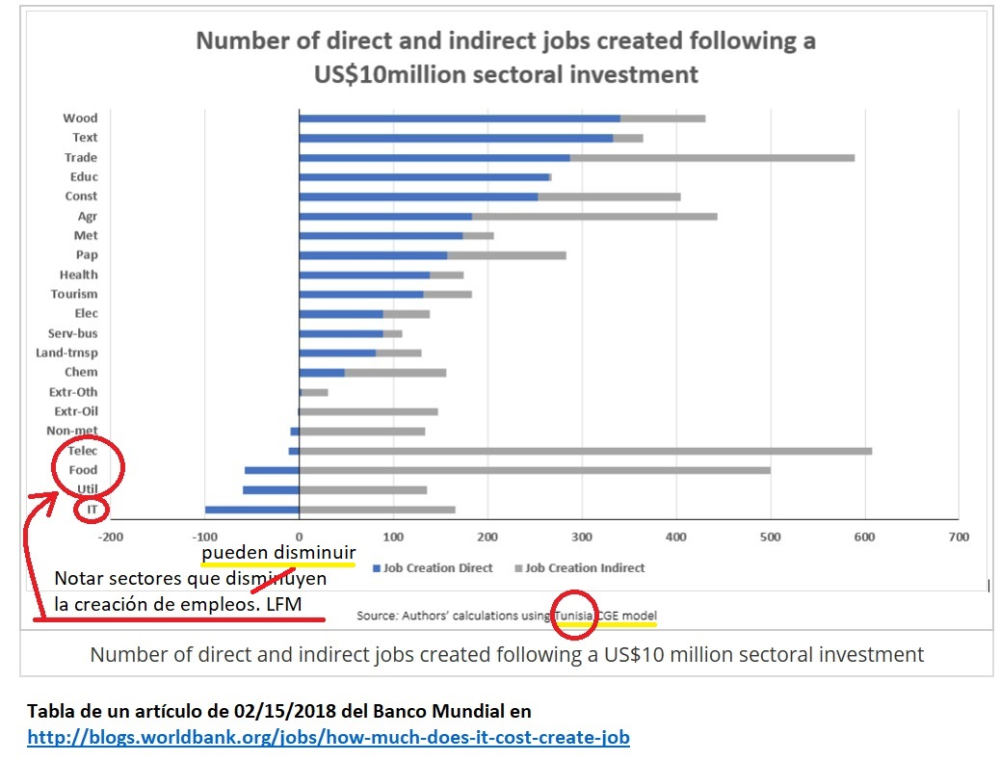 Number of direct and indirect jobs created following a
US$10million sectoral investment
Wood
Text
Trade
Educ
Const
Agr
Met
Pap
Health
Tourism
Elec
Serv-bus
Land-trnsp
Chem
Extr-Oth
Extr-Oil
Non-met
Telec
Food
Util
IT
-200 -100 0 100 200 300 400 500 600 700
pueden disminuir
Job Creation Direct Job Creation Indirect
Notar sectores que disminuyen
la creación de empleos. LFM
Source: Authors' calculations using Tunisia CGE model
Number of direct and indirect jobs created following a US$10 million sectoral investment
Tabla de un artículo de 02/15/2018 del Banco Mundial en
http://blogs.worldbank.org/jobs/how-much-does-it-cost-create-job